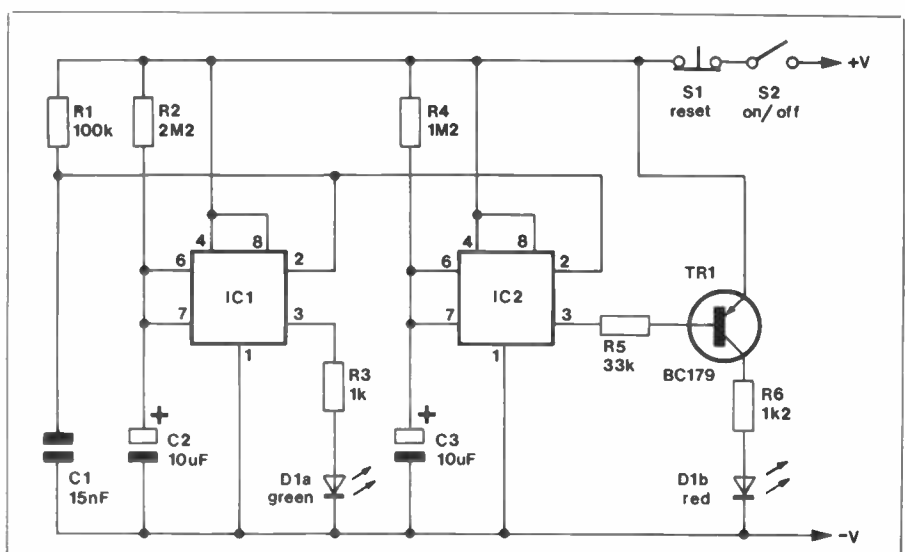 +V
S1
reset
S2
on/off
R1
100k
R2
2M2
R4
1M2
4
8
6
2
IC1
7
3
1
4
8
6
2
IC2
7
3
1
TR1
BC179
R5
33k
R3
1k
R6
1k2
+
C2
10uF
+
C3
10uF
C1
15nF
D1a
green
D1b
red
-V